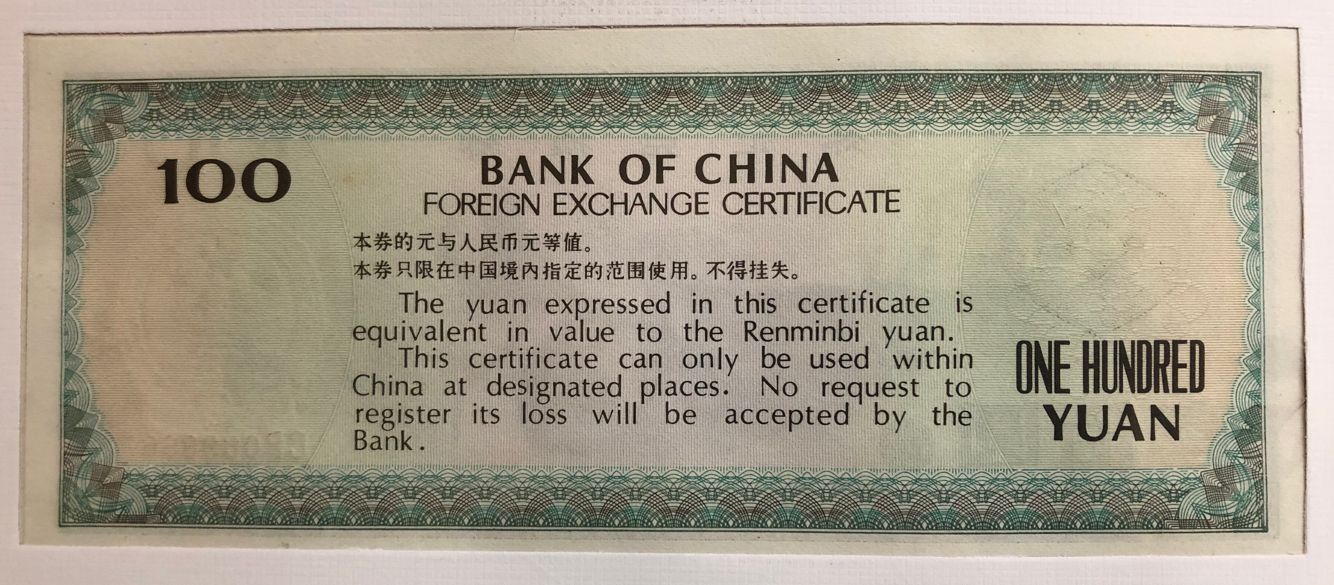 100
BANK OF CHINA
FOREIGN EXCHANGE CERTIFICATE
本券的元与人民币元等値。
本券只限在中国境內指定的范围使用。不得挂失。
The yuan expressed in this certificate is
equivalent in value to the Renminbi yuan.
This certificate can only be used within
China at designated places. No request to
register its loss will be accepted by the
Bank.
ONE HUNDRED
YUAN